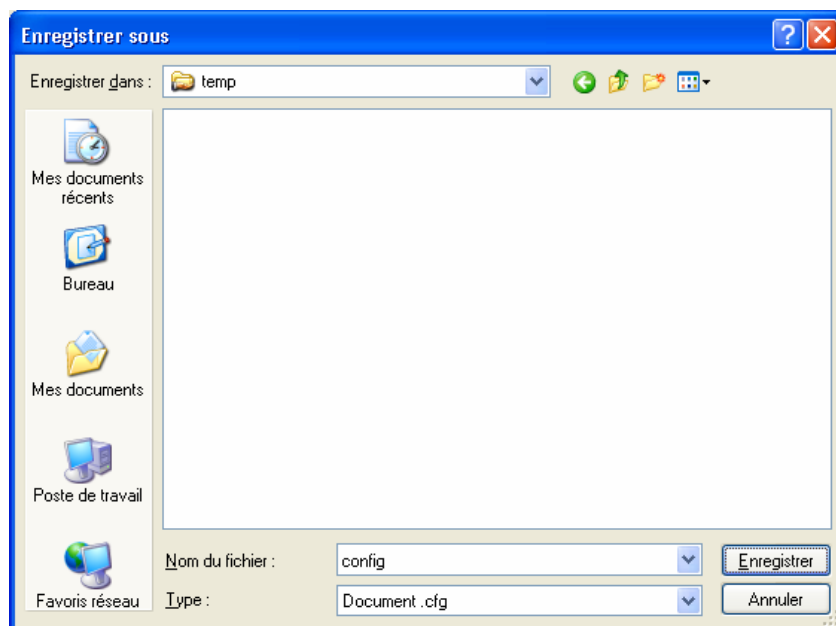 Enregistrer sous
Enregistrer dans :
temp
Mes documents
récents
Bureau
Mes documents
Poste de travail
Favoris réseau
Nom du fichier :
config
Enregistrer
Type :
Document .cfg
Annuler